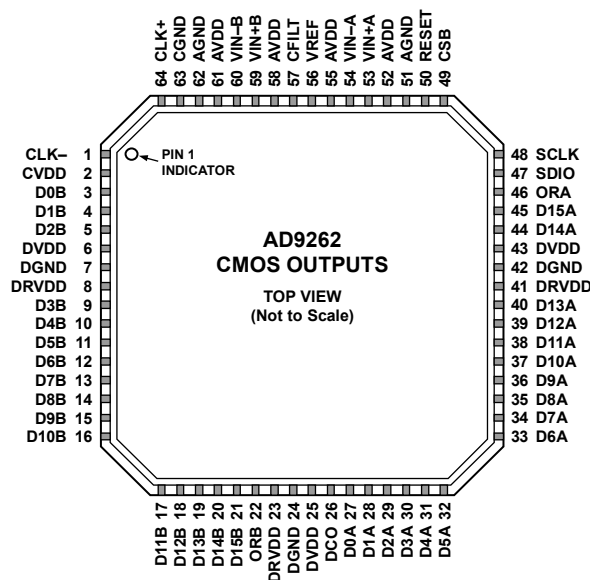 64 CLK+
63 CGND
62 AGND
61 AVDD
60 VIN–B
59 VIN+B
58 AVDD
57 CFILT
56 VREF
55 AVDD
54 VIN–A
53 VIN+A
52 AVDD
51 AGND
50 RESET
49 CSB
CLK– 1
CVDD 2
D0B 3
D1B 4
D2B 5
DVDD 6
DGND 7
DRVDD 8
D3B 9
D4B 10
D5B 11
D6B 12
D7B 13
D8B 14
D9B 15
D10B 16
PIN 1
INDICATOR
AD9262
CMOS OUTPUTS
TOP VIEW
(Not to Scale)
48 SCLK
47 SDIO
46 ORA
45 D15A
44 D14A
43 DVDD
42 DGND
41 DRVDD
40 D13A
39 D12A
38 D11A
37 D10A
36 D9A
35 D8A
34 D7A
33 D6A
D11B 17
D12B 18
D13B 19
D14B 20
D15B 21
ORB 22
DRVDD 23
DGND 24
DVDD 25
DCO 26
D0A 27
D1A 28
D2A 29
D3A 30
D4A 31
D5A 32